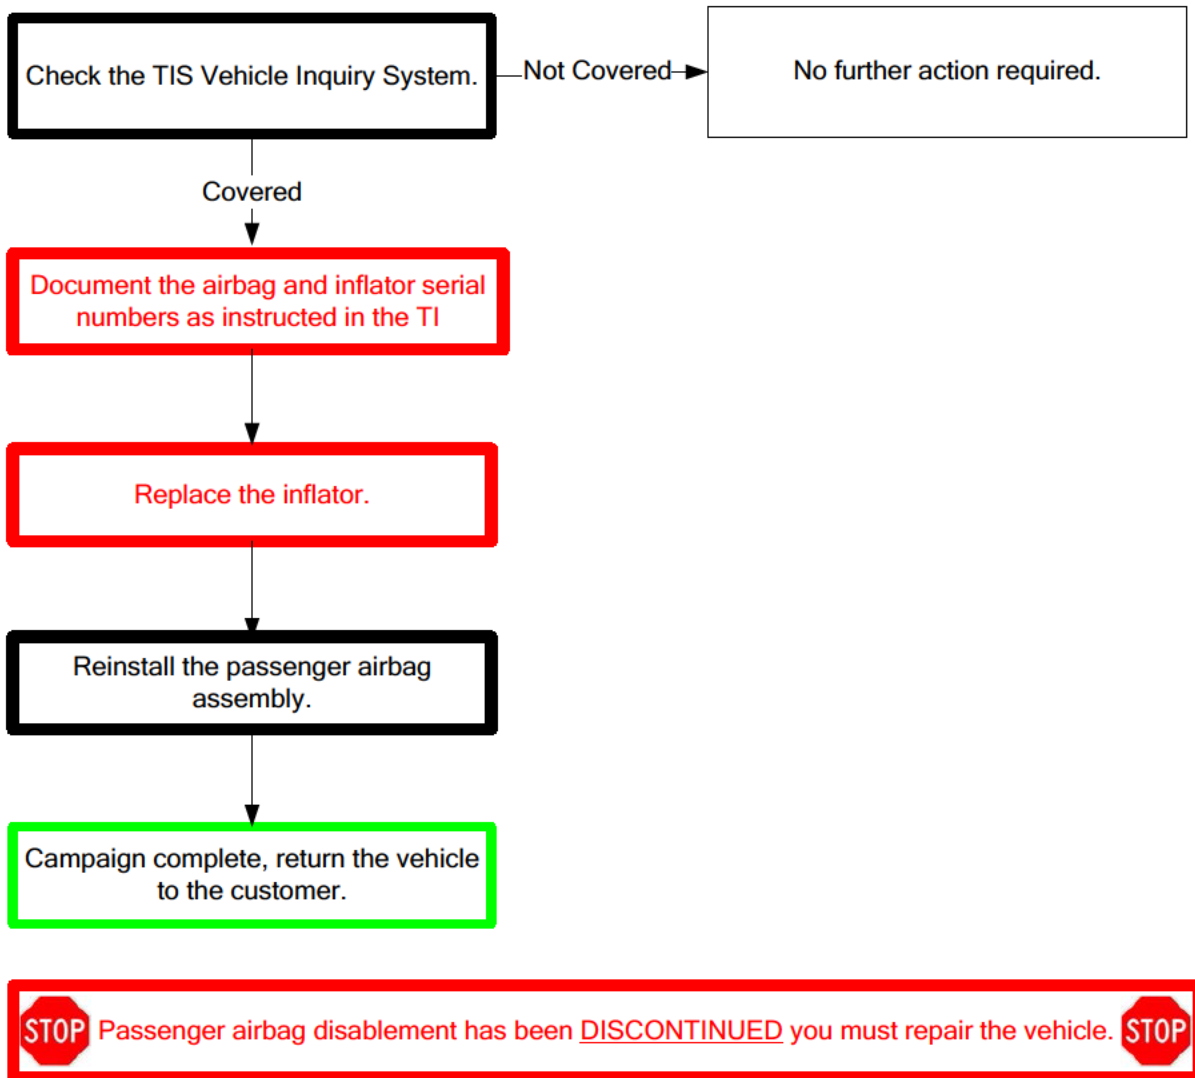 Check the TIS Vehicle Inquiry System.
Not Covered
No further action required.
Covered
Document the airbag and inflator serial
numbers as instructed in the TI
Replace the inflator.
Reinstall the passenger airbag
assembly.
Campaign complete, return the vehicle
to the customer.
STOP Passenger airbag disablement has been DISCONTINUED you must repair the vehicle. STOP